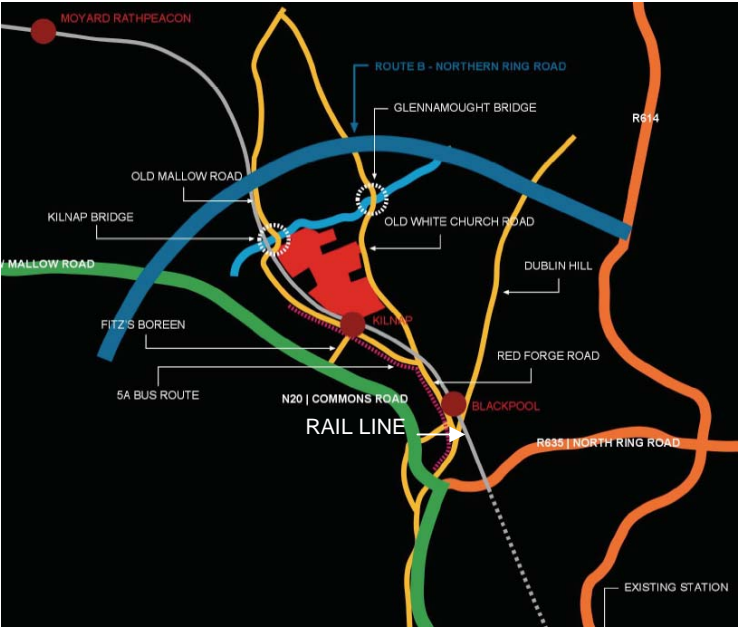 MOYARD RATHPEACON
ROUTE B - NORTHERN RING ROAD
GLENNAMOUGHT BRIDGE
R614
OLD MALLOW ROAD
KILNAP BRIDGE
OLD WHITE CHURCH ROAD
MALLOW ROAD
DUBLIN HILL
FITZ'S BOREEN
KILNAP
RED FORGE ROAD
5A BUS ROUTE
N20 | COMMONS ROAD
BLACKPOOL
RAIL LINE
R635 | NORTH RING ROAD
EXISTING STATION